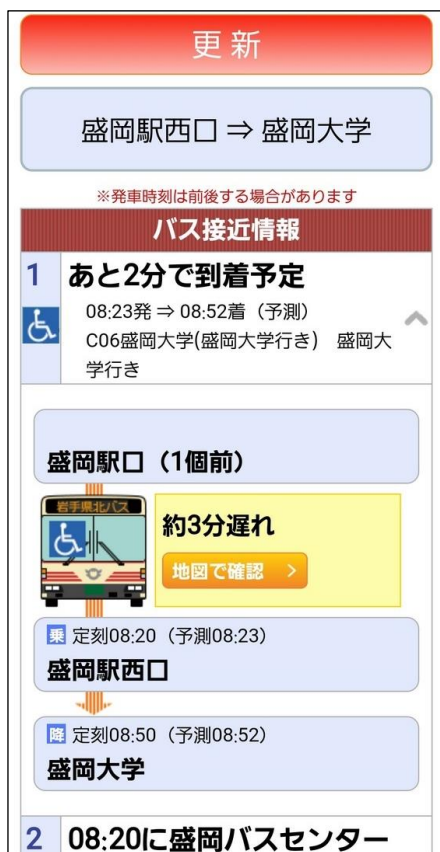 更新
盛岡駅西口 ⇒ 盛岡大学
※発車時刻は前後する場合があります
バス接近情報
1 あと2分で到着予定
08:23発 ⇒ 08:52着（予測）
C06盛岡大学(盛岡大学行き)　盛岡大
学行き
盛岡駅口（1個前）
岩手県北バス
約3分遅れ
地図で確認 >
乗 定刻08:20（予測08:23）
盛岡駅西口
降 定刻08:50（予測08:52）
盛岡大学
2 08:20に盛岡バスセンター